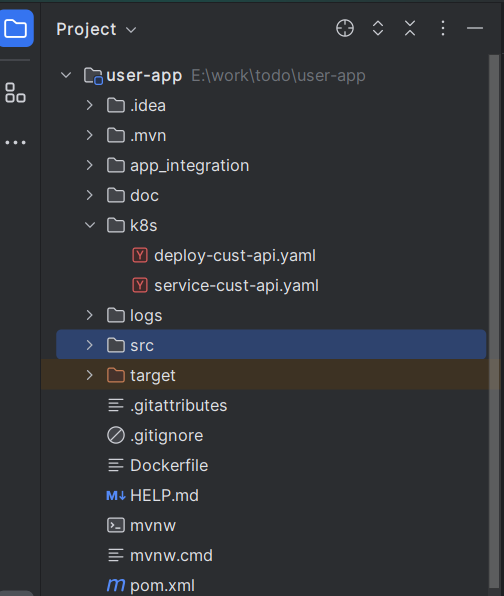 Project
user-app E:\work\todo\user-app
.idea
.mvn
app_integration
doc
k8s
Y deploy-cust-api.yaml
Y service-cust-api.yaml
logs
src
target
.gitattributes
.gitignore
Dockerfile
M↓ HELP.md
mvnw
mvnw.cmd
m pom.xml